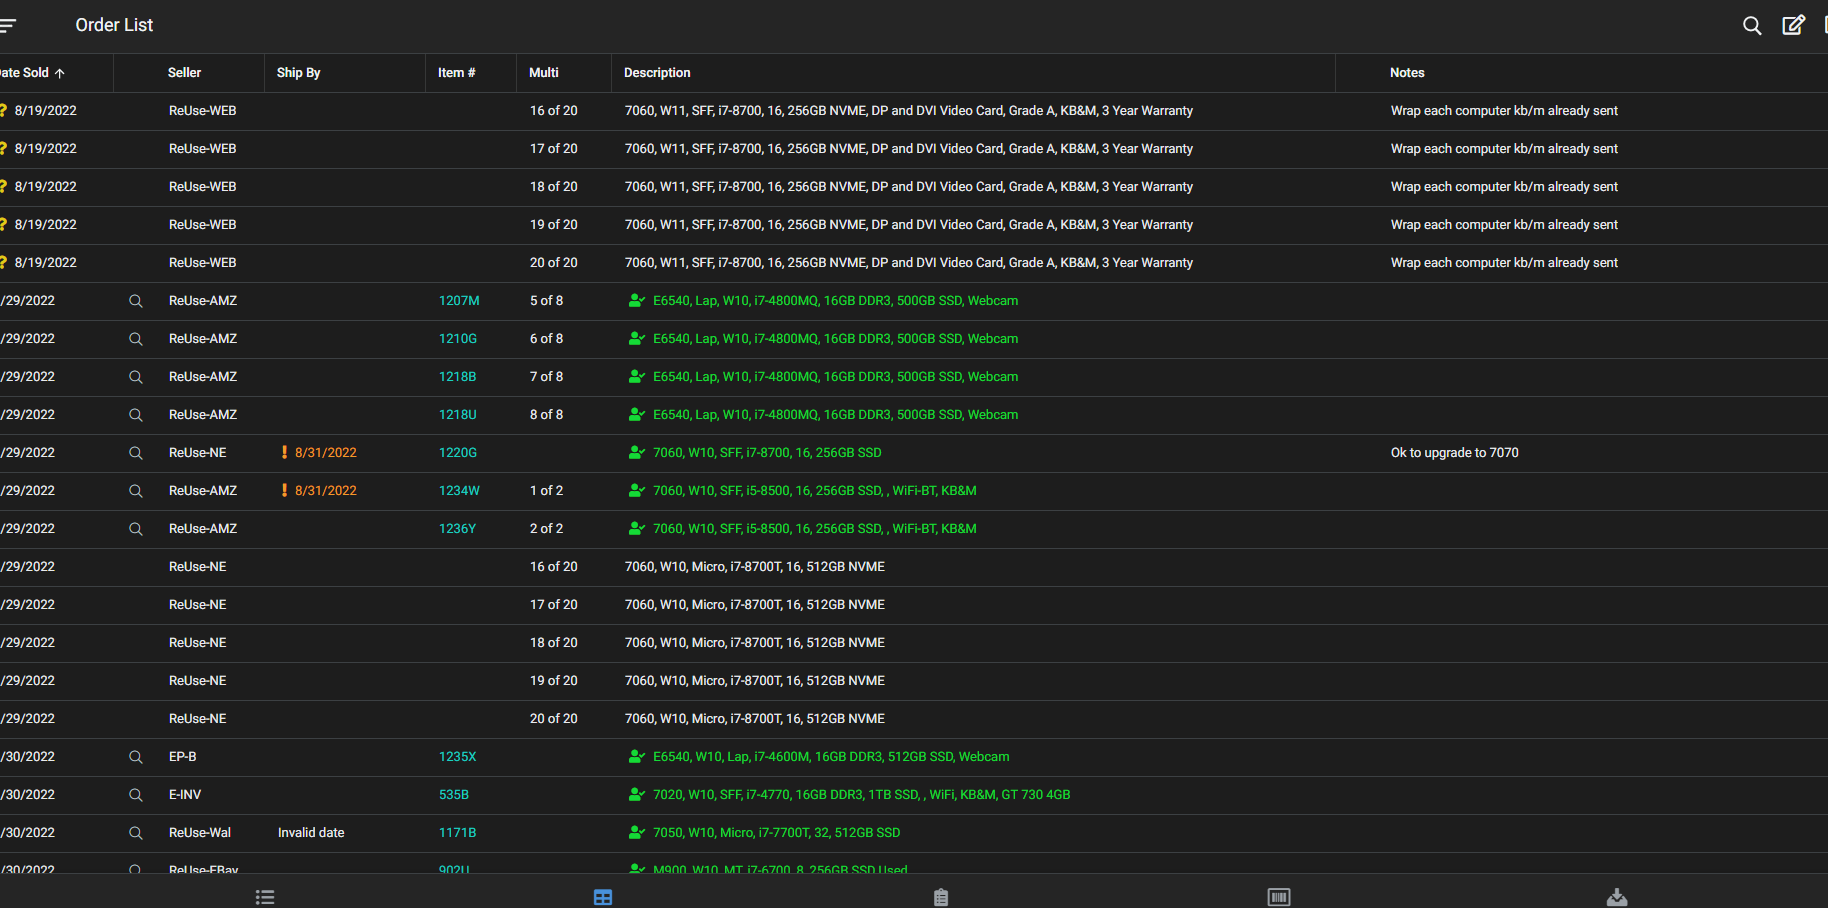 Order List
ate Sold Seller Ship By Item # Multi Description Notes
? 8/19/2022 ReUse-WEB 16 of 20 7060, W11, SFF, i7-8700, 16, 256GB NVME, DP and DVI Video Card, Grade A, KB&M, 3 Year Warranty Wrap each computer kb/m already sent
? 8/19/2022 ReUse-WEB 17 of 20 7060, W11, SFF, i7-8700, 16, 256GB NVME, DP and DVI Video Card, Grade A, KB&M, 3 Year Warranty Wrap each computer kb/m already sent
? 8/19/2022 ReUse-WEB 18 of 20 7060, W11, SFF, i7-8700, 16, 256GB NVME, DP and DVI Video Card, Grade A, KB&M, 3 Year Warranty Wrap each computer kb/m already sent
? 8/19/2022 ReUse-WEB 19 of 20 7060, W11, SFF, i7-8700, 16, 256GB NVME, DP and DVI Video Card, Grade A, KB&M, 3 Year Warranty Wrap each computer kb/m already sent
? 8/19/2022 ReUse-WEB 20 of 20 7060, W11, SFF, i7-8700, 16, 256GB NVME, DP and DVI Video Card, Grade A, KB&M, 3 Year Warranty Wrap each computer kb/m already sent
/29/2022 ReUse-AMZ 1207M 5 of 8 E6540, Lap, W10, i7-4800MQ, 16GB DDR3, 500GB SSD, Webcam
/29/2022 ReUse-AMZ 1210G 6 of 8 E6540, Lap, W10, i7-4800MQ, 16GB DDR3, 500GB SSD, Webcam
/29/2022 ReUse-AMZ 1218B 7 of 8 E6540, Lap, W10, i7-4800MQ, 16GB DDR3, 500GB SSD, Webcam
/29/2022 ReUse-AMZ 1218U 8 of 8 E6540, Lap, W10, i7-4800MQ, 16GB DDR3, 500GB SSD, Webcam
/29/2022 ReUse-NE ! 8/31/2022 1220G 7060, W10, SFF, i7-8700, 16, 256GB SSD Ok to upgrade to 7070
/29/2022 ReUse-AMZ ! 8/31/2022 1234W 1 of 2 7060, W10, SFF, i5-8500, 16, 256GB SSD, , WiFi-BT, KB&M
/29/2022 ReUse-AMZ 1236Y 2 of 2 7060, W10, SFF, i5-8500, 16, 256GB SSD, , WiFi-BT, KB&M
/29/2022 ReUse-NE 16 of 20 7060, W10, Micro, i7-8700T, 16, 512GB NVME
/29/2022 ReUse-NE 17 of 20 7060, W10, Micro, i7-8700T, 16, 512GB NVME
/29/2022 ReUse-NE 18 of 20 7060, W10, Micro, i7-8700T, 16, 512GB NVME
/29/2022 ReUse-NE 19 of 20 7060, W10, Micro, i7-8700T, 16, 512GB NVME
/29/2022 ReUse-NE 20 of 20 7060, W10, Micro, i7-8700T, 16, 512GB NVME
/30/2022 EP-B 1235X E6540, W10, Lap, i7-4600M, 16GB DDR3, 512GB SSD, Webcam
/30/2022 E-INV 535B 7020, W10, SFF, i7-4770, 16GB DDR3, 1TB SSD, , WiFi, KB&M, GT 730 4GB
/30/2022 ReUse-Wal Invalid date 1171B 7050, W10, Micro, i7-7700T, 32, 512GB SSD
/30/2022 ReUse-EBay 902U M900, W10, MT, i7-6700, 8, 256GB SSD Used